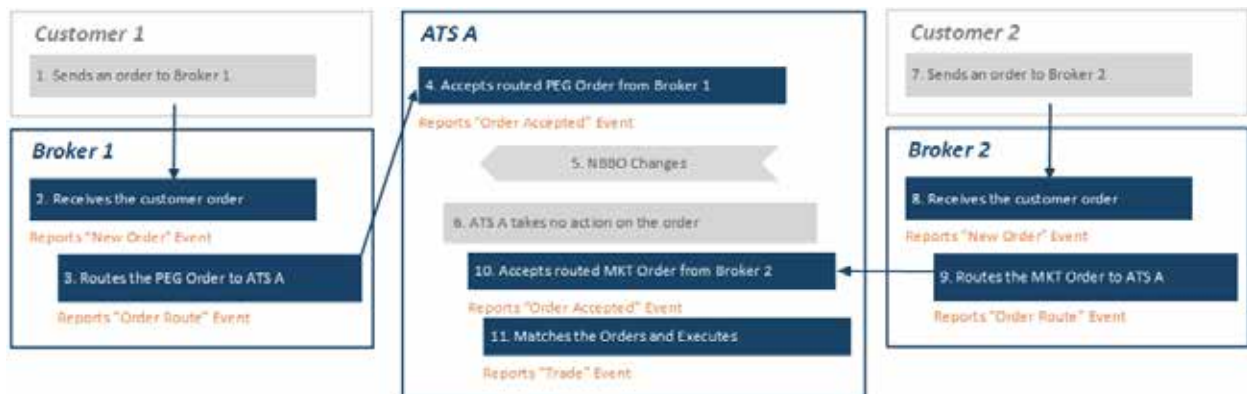 Customer 1
1. Sends an order to Broker 1
Broker 1
2. Receives the customer order
Reports "New Order" Event
3. Routes the PEG Order to ATS A
Reports "Order Route" Event
ATS A
4. Accepts routed PEG Order from Broker 1
Reports "Order Accepted" Event
5. NBBO Changes
6. ATS A takes no action on the order
10. Accepts routed MKT Order from Broker 2
Reports "Order Accepted" Event
11. Matches the Orders and Executes
Reports "Trade" Event
Customer 2
7. Sends an order to Broker 2
Broker 2
8. Receives the customer order
Reports "New Order" Event
9. Routes the MKT Order to ATS A
Reports "Order Route" Event